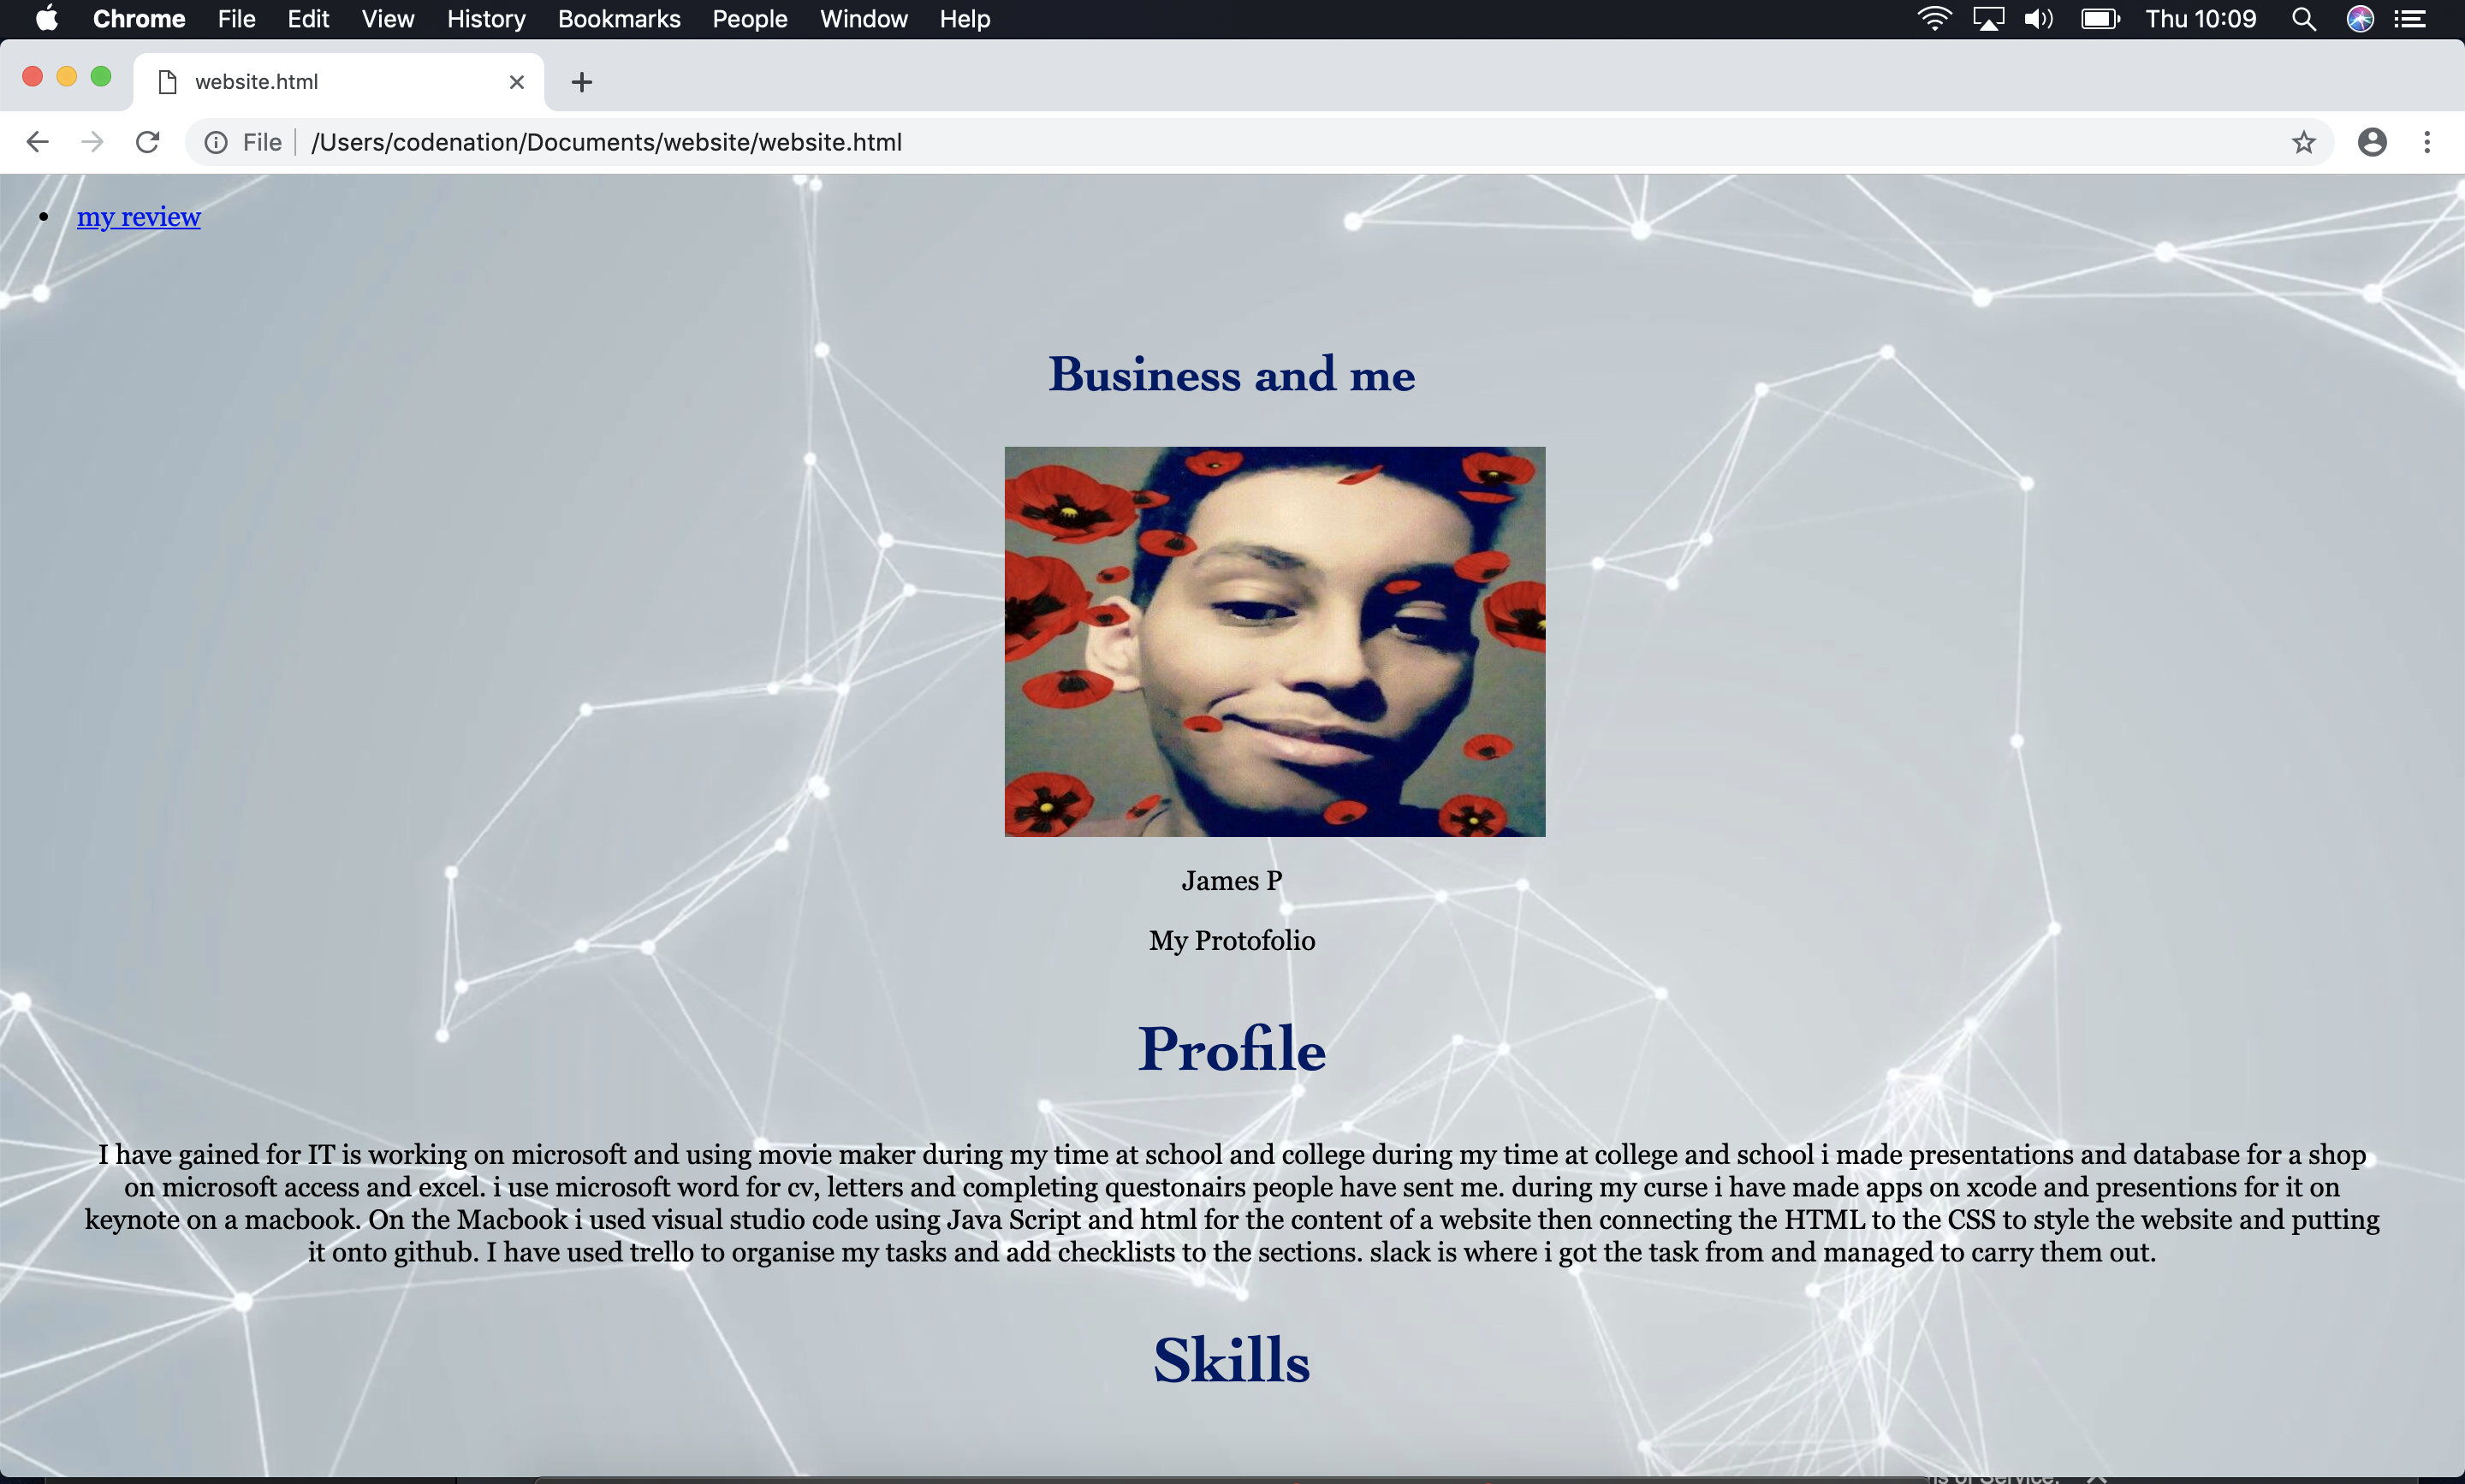 Chrome File Edit View History Bookmarks People Window Help Thu 10:09
website.html
File /Users/codenation/Documents/website/website.html
my review
Business and me
James P
My Protofolio
Profile
I have gained for IT is working on microsoft and using movie maker during my time at school and college during my time at college and school i made presentations and database for a shop
on microsoft access and excel. i use microsoft word for cv, letters and completing questonairs people have sent me. during my curse i have made apps on xcode and presentions for it on
keynote on a macbook. On the Macbook i used visual studio code using Java Script and html for the content of a website then connecting the HTML to the CSS to style the website and putting
it onto github. I have used trello to organise my tasks and add checklists to the sections. slack is where i got the task from and managed to carry them out.
Skills